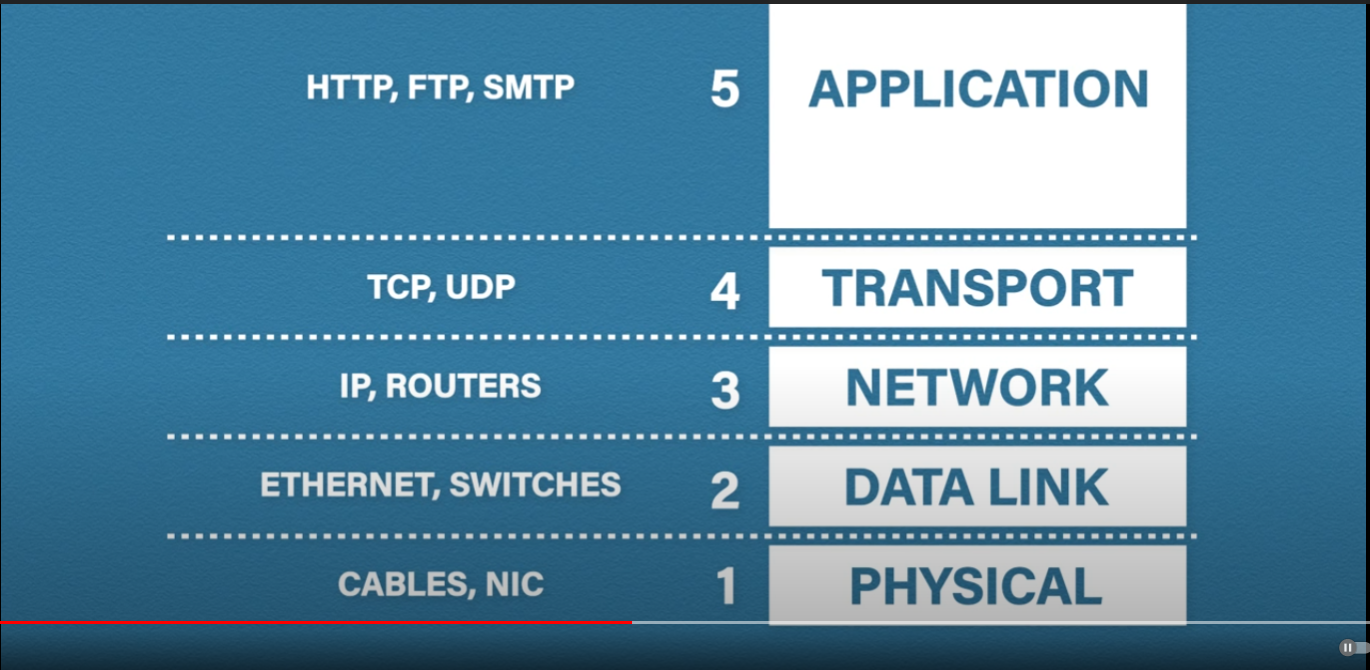 HTTP, FTP, SMTP 5 APPLICATION
TCP, UDP 4 TRANSPORT
IP, ROUTERS 3 NETWORK
ETHERNET, SWITCHES 2 DATA LINK
CABLES, NIC 1 PHYSICAL